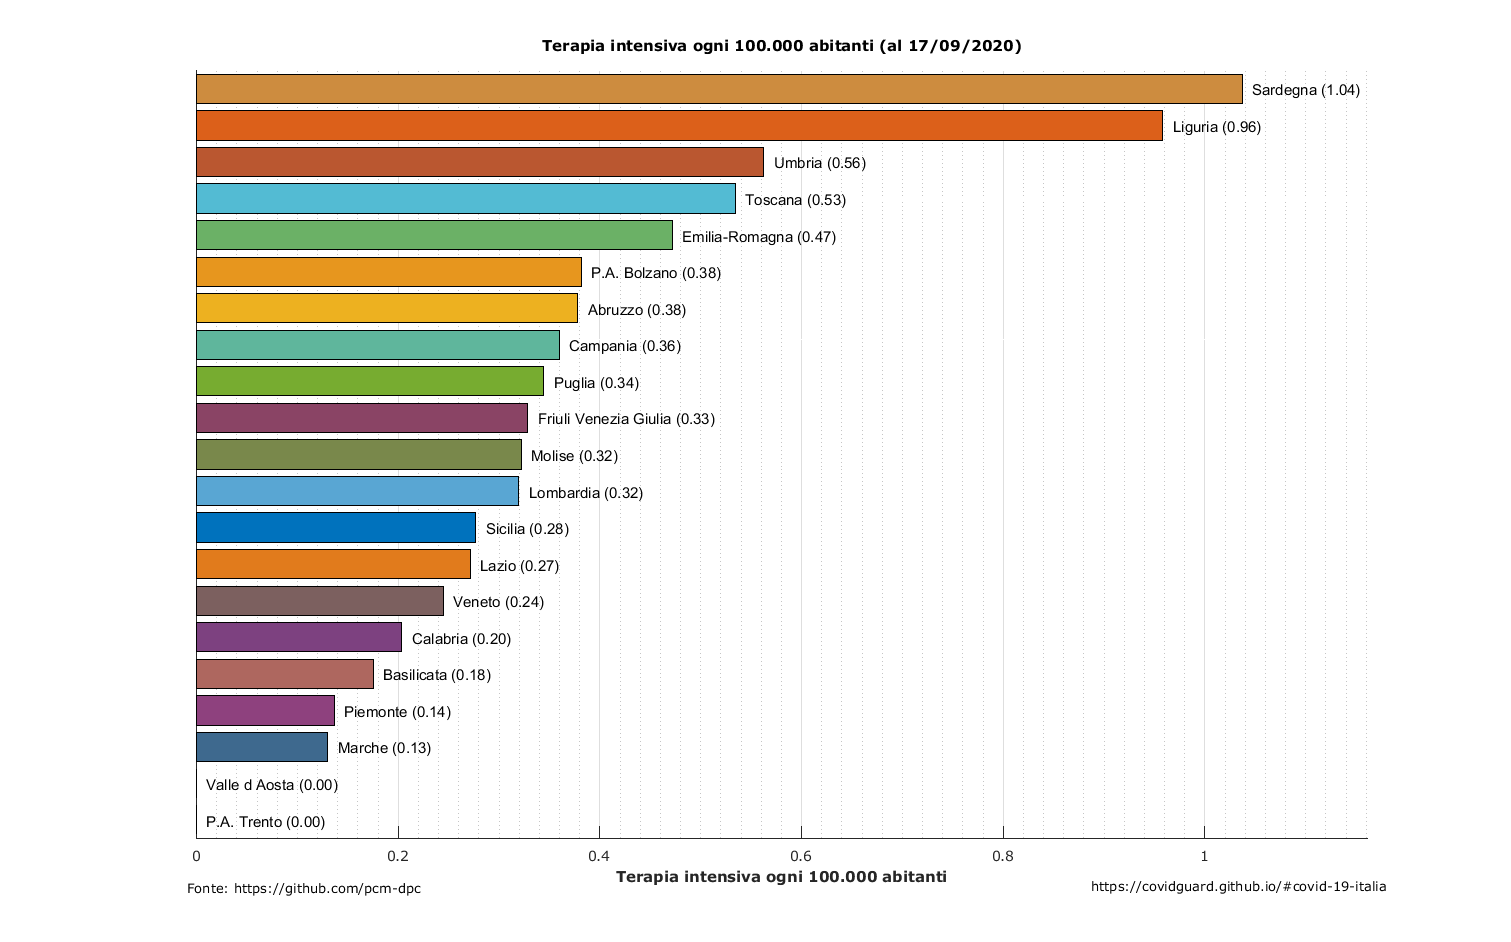 Terapia intensiva ogni 100.000 abitanti (al 17/09/2020)
Sardegna (1.04)
Liguria (0.96)
Umbria (0.56)
Toscana (0.53)
Emilia-Romagna (0.47)
P.A. Bolzano (0.38)
Abruzzo (0.38)
Campania (0.36)
Puglia (0.34)
Friuli Venezia Giulia (0.33)
Molise (0.32)
Lombardia (0.32)
Sicilia (0.28)
Lazio (0.27)
Veneto (0.24)
Calabria (0.20)
Basilicata (0.18)
Piemonte (0.14)
Marche (0.13)
Valle d Aosta (0.00)
P.A. Trento (0.00)
0 0.2 0.4 0.6 0.8 1
Terapia intensiva ogni 100.000 abitanti
Fonte: https://github.com/pcm-dpc
https://covidguard.github.io/#covid-19-italia